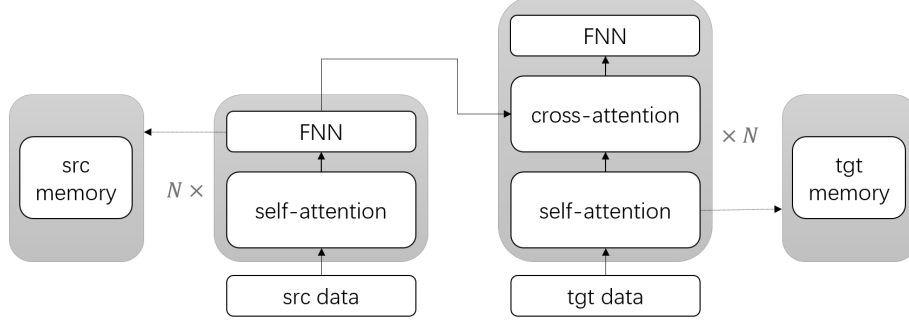 src
memory
N ×
FNN
self-attention
src data
FNN
cross-attention
self-attention
tgt data
× N
tgt
memory